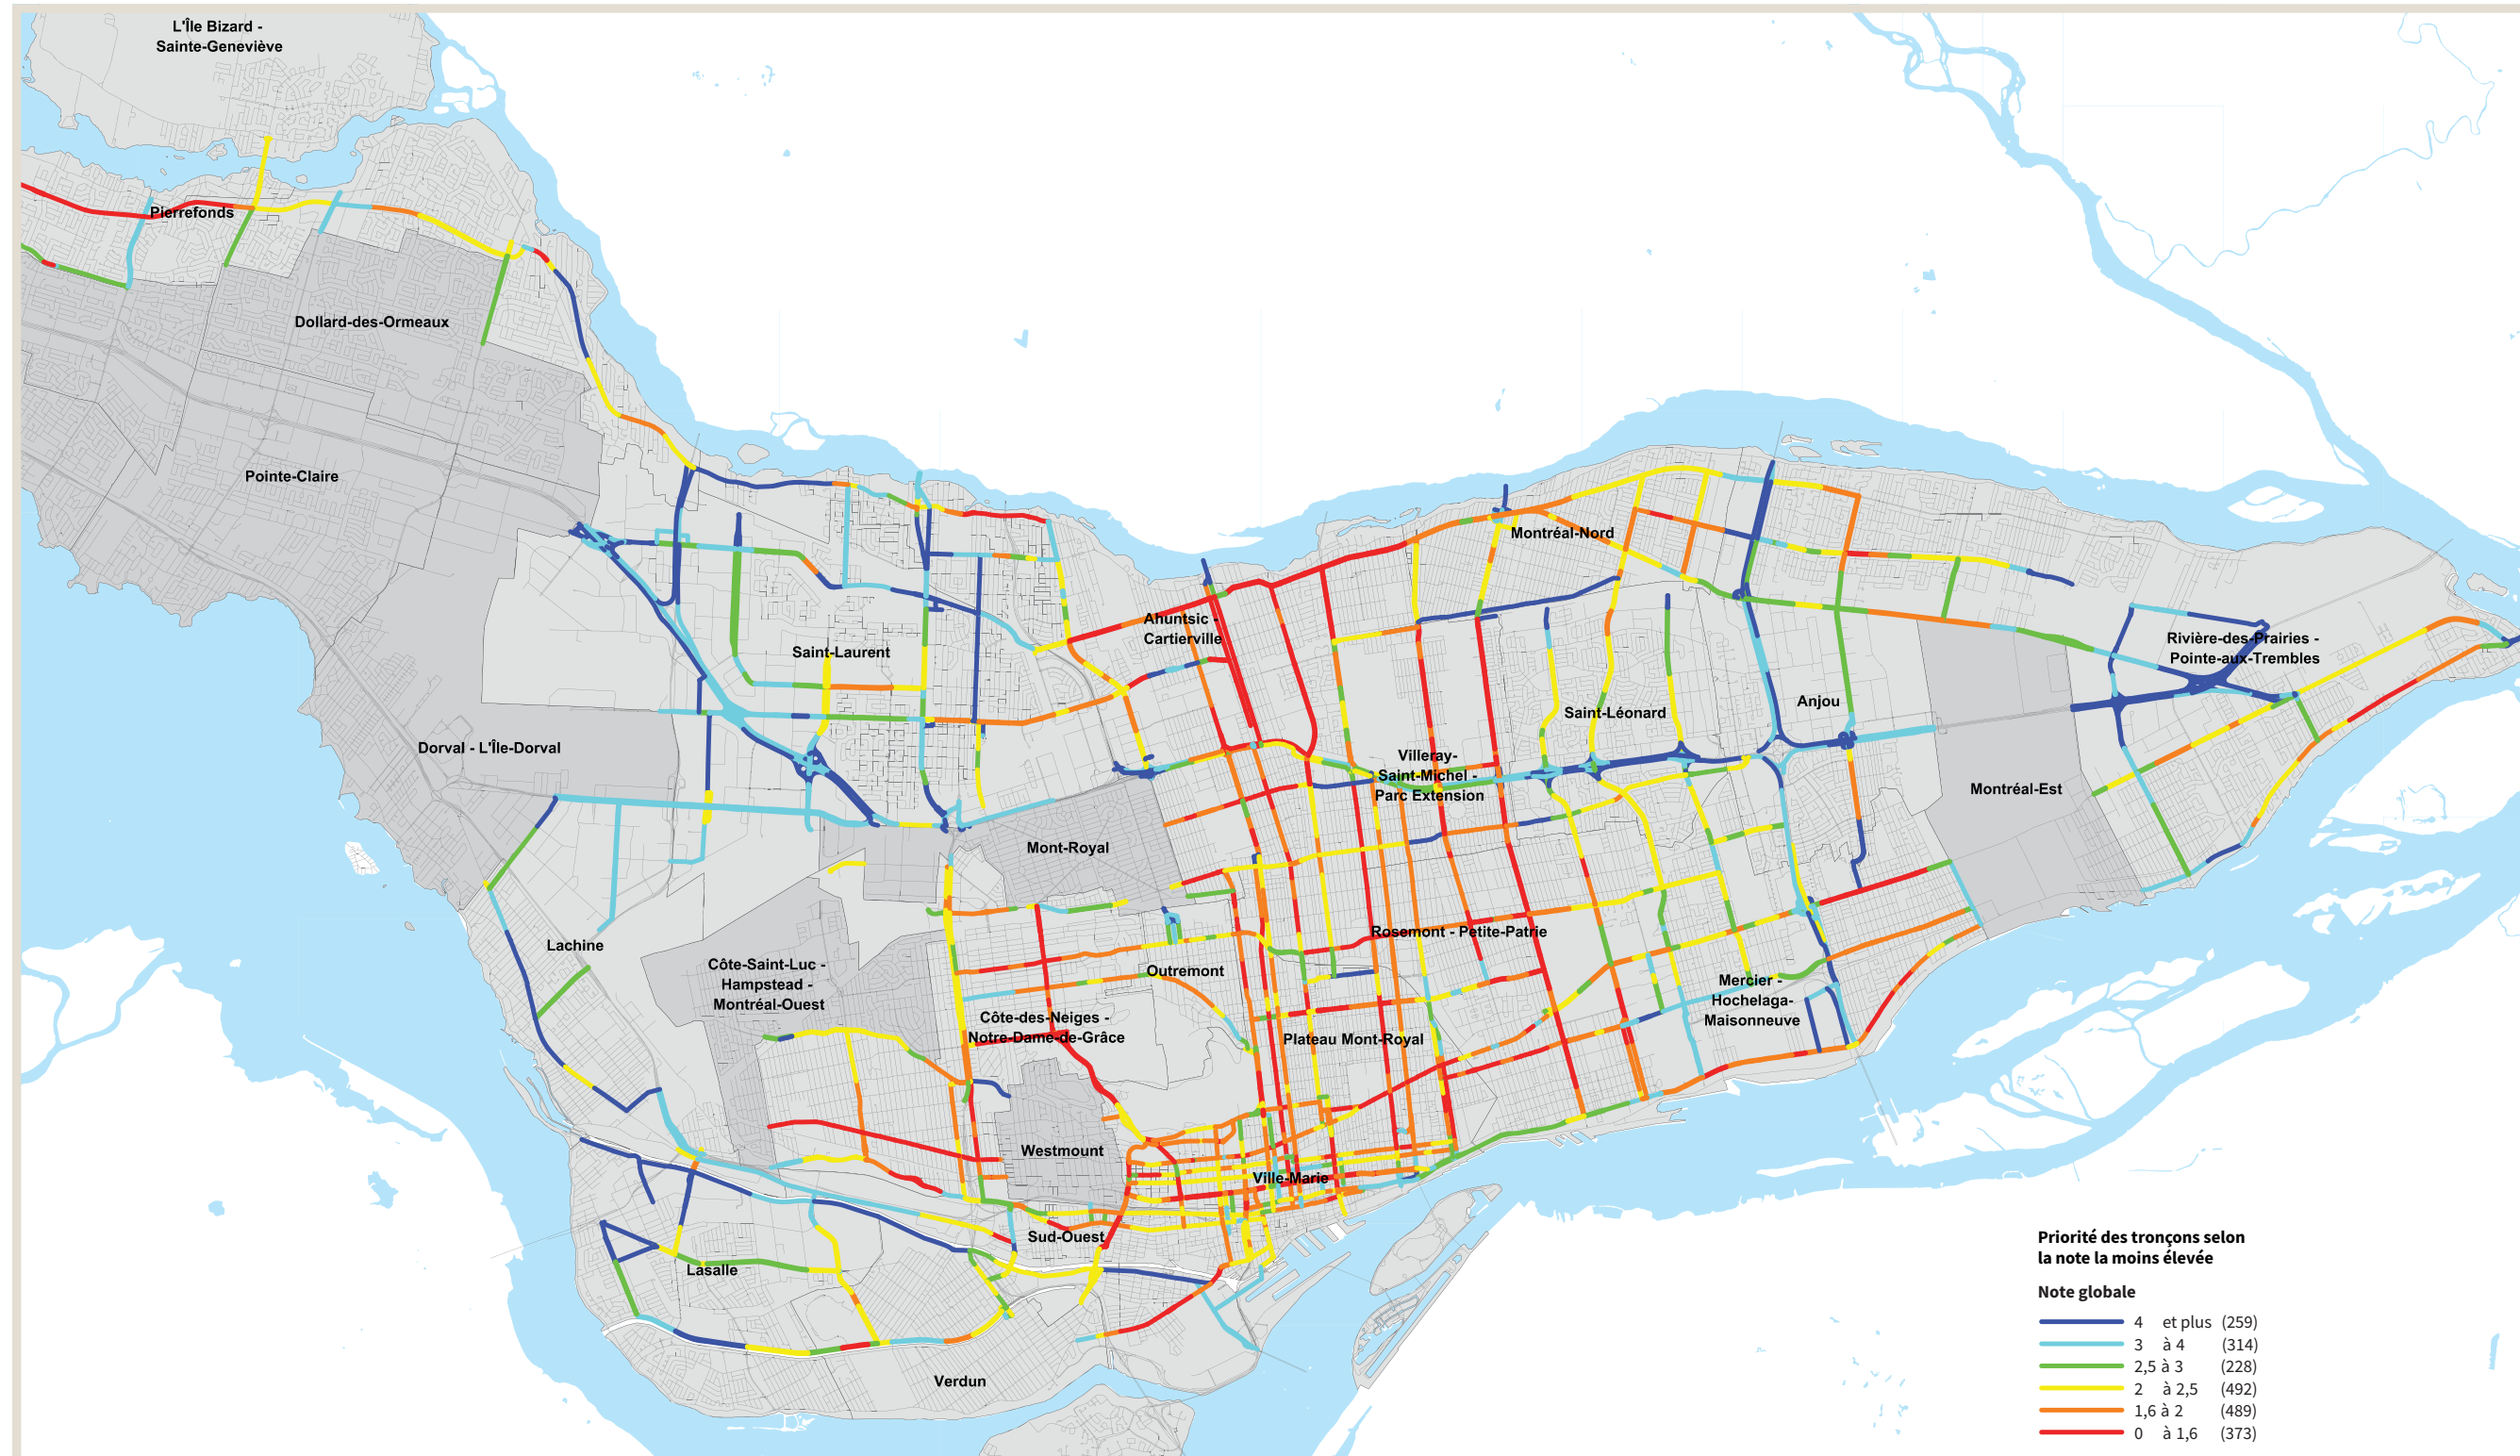 L'Île Bizard -
Sainte-Geneviève
Pierrefonds
Dollard-des-Ormeaux
Pointe-Claire
Montréal-Nord
Ahuntsic -
Cartierville
Saint-Laurent
Rivière-des-Prairies -
Pointe-aux-Trembles
Anjou
Saint-Léonard
Dorval - L'Île-Dorval
Villeray-
Saint-Michel -
Parc Extension
Montréal-Est
Mont-Royal
Rosemont - Petite-Patrie
Lachine
Côte-Saint-Luc -
Hampstead -
Montréal-Ouest
Outremont
Mercier -
Hochelaga-
Maisonneuve
Côte-des-Neiges -
Notre-Dame-de-Grâce
Plateau Mont-Royal
Westmount
Ville-Marie
Sud-Ouest
Lasalle
Verdun
Priorité des tronçons selon
la note la moins élevée
Note globale
4 et plus (259)
3 à 4 (314)
2,5 à 3 (228)
2 à 2,5 (492)
1,6 à 2 (489)
0 à 1,6 (373)